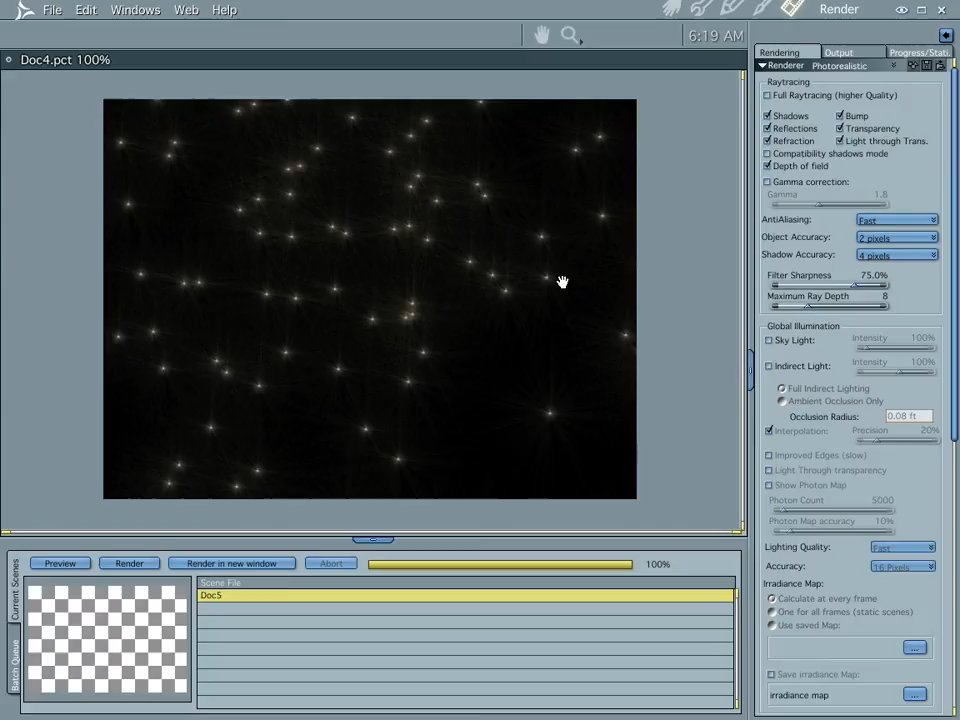 File Edit Windows Web Help
Render
6:19 AM
Doc4.pct 100%
Rendering Output Progress/Stati.
Renderer Photorealistic
Raytracing
Full Raytracing (higher Quality)
Shadows Bump
Reflections Transparency
Refraction Light through Trans.
Compatibility shadows mode
Depth of field
Gamma correction:
Gamma 1.8
AntiAliasing: Fast
Object Accuracy: 2 pixels
Shadow Accuracy: 4 pixels
Filter Sharpness 75.0%
Maximum Ray Depth 8
Global Illumination
Sky Light: Intensity 100%
Indirect Light: Intensity 100%
Full Indirect Lighting
Ambient Occlusion Only
Occlusion Radius: 0.08 ft
Interpolation: Precision 20%
Improved Edges (slow)
Light Through transparency
Show Photon Map
Photon Count 5000
Photon Map accuracy 10%
Lighting Quality: Fast
Accuracy: 16 Pixels
Irradiance Map:
Calculate at every frame
One for all frames (static scenes)
Use saved Map:
...
Save irradiance Map:
irradiance map ...
Preview Render Render in new window Abort 100%
Current Scenes
Batch Queue
Scene File
Doc5